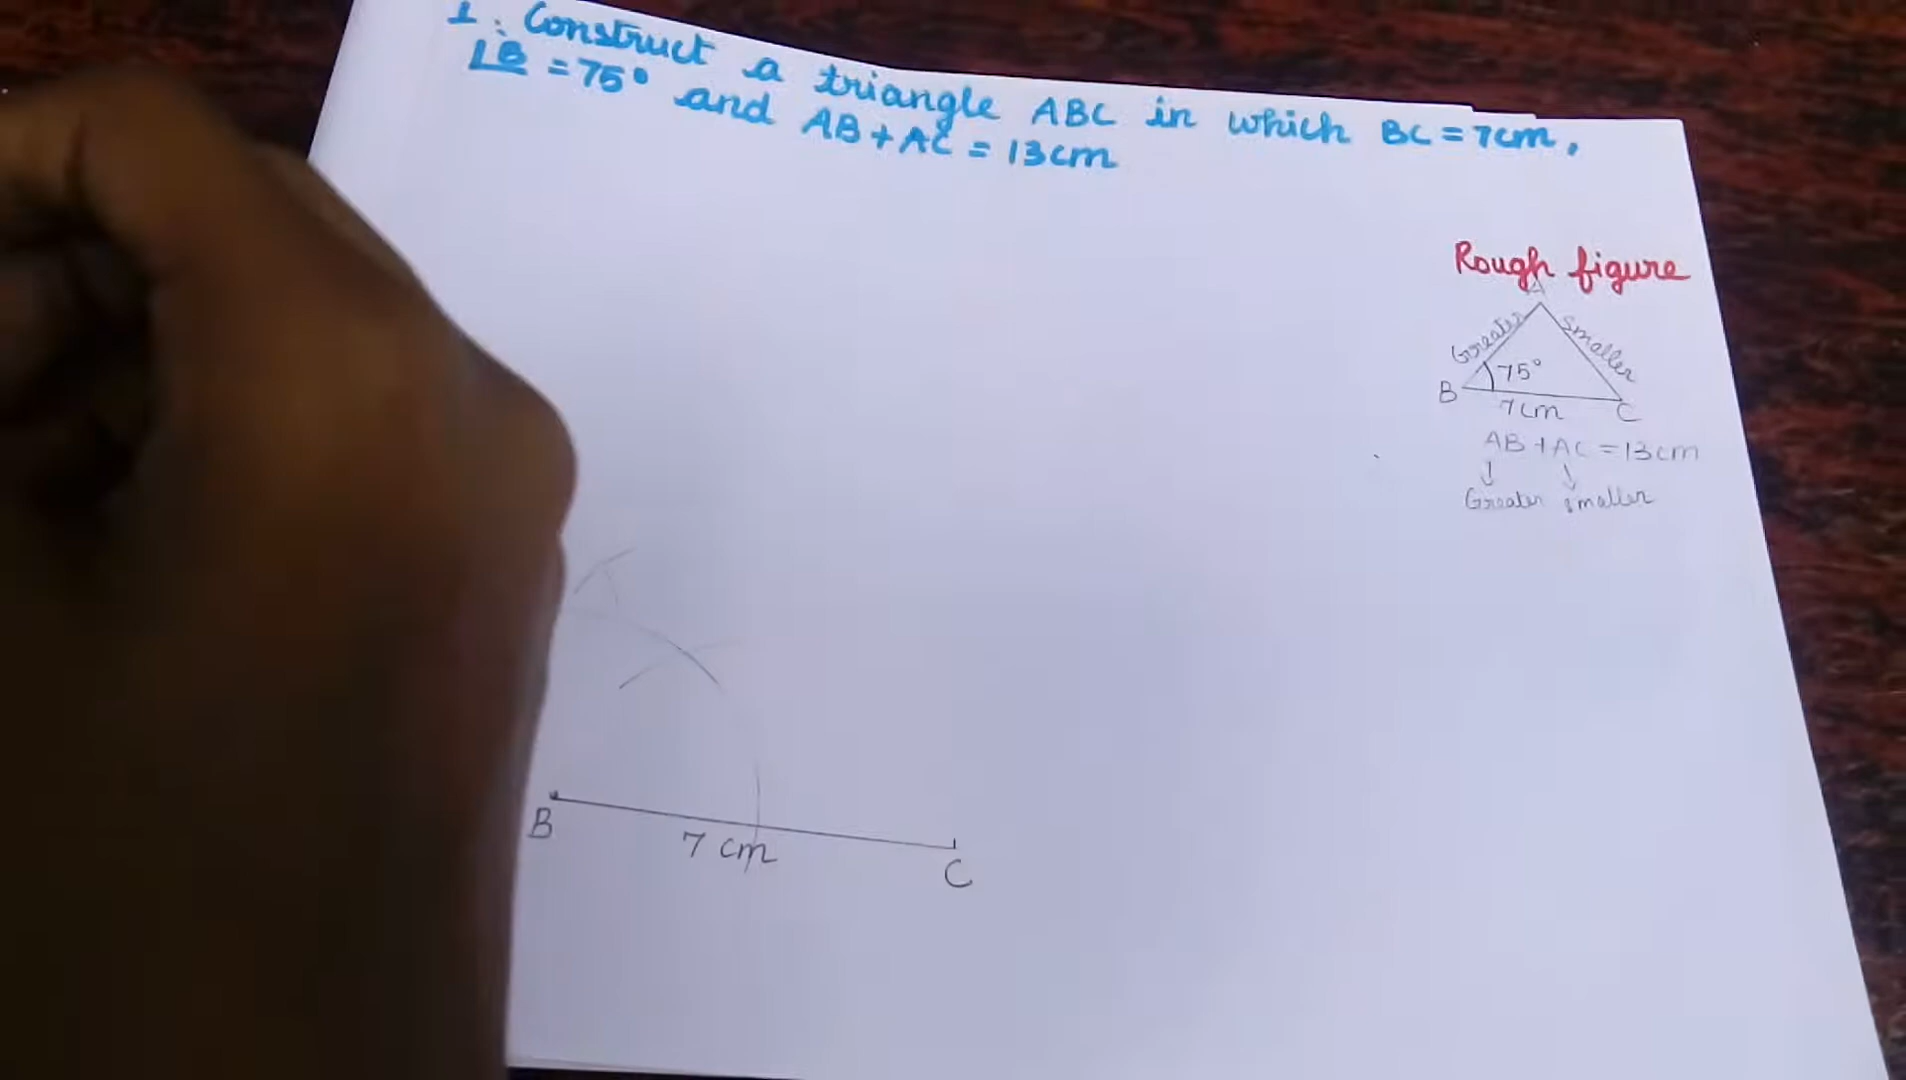 1. Construct a triangle ABC in which BC = 7cm,
∠B = 75° and AB + AC = 13cm
Rough figure
A
Greater
Smaller
75°
B
7cm
C
AB + AC = 13cm
Greater smaller
B
7 cm
C